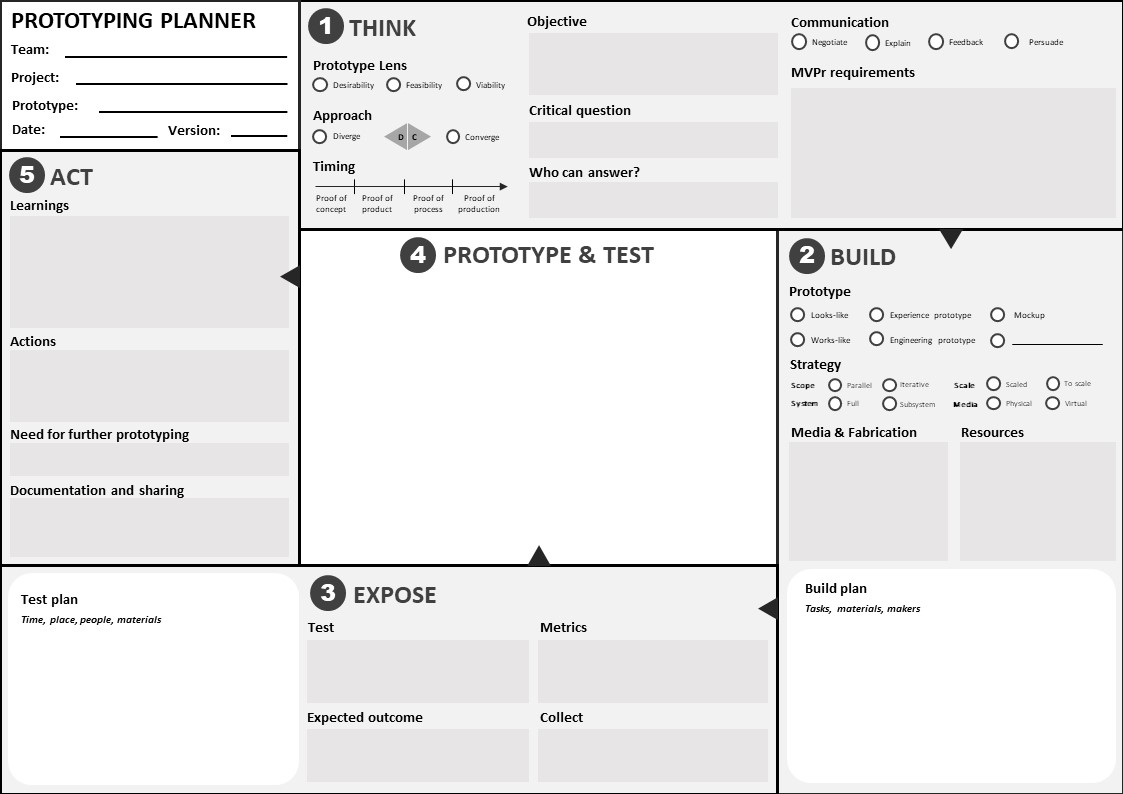 PROTOTYPING PLANNER
Team:
Project:
Prototype:
Date: Version:
1 THINK
Prototype Lens
Desirability Feasibility Viability
Approach
Diverge D C Converge
Timing
Proof of concept
Proof of product
Proof of process
Proof of production
Objective
Critical question
Who can answer?
Communication
Negotiate Explain Feedback Persuade
MVPr requirements
2 BUILD
Prototype
Looks-like Experience prototype Mockup
Works-like Engineering prototype
Strategy
Scope Parallel Iterative Scale Scaled To scale
System Full Subsystem Media Physical Virtual
Media & Fabrication
Resources
Build plan
Tasks, materials, makers
3 EXPOSE
Test
Metrics
Expected outcome
Collect
Test plan
Time, place, people, materials
4 PROTOTYPE & TEST
5 ACT
Learnings
Actions
Need for further prototyping
Documentation and sharing